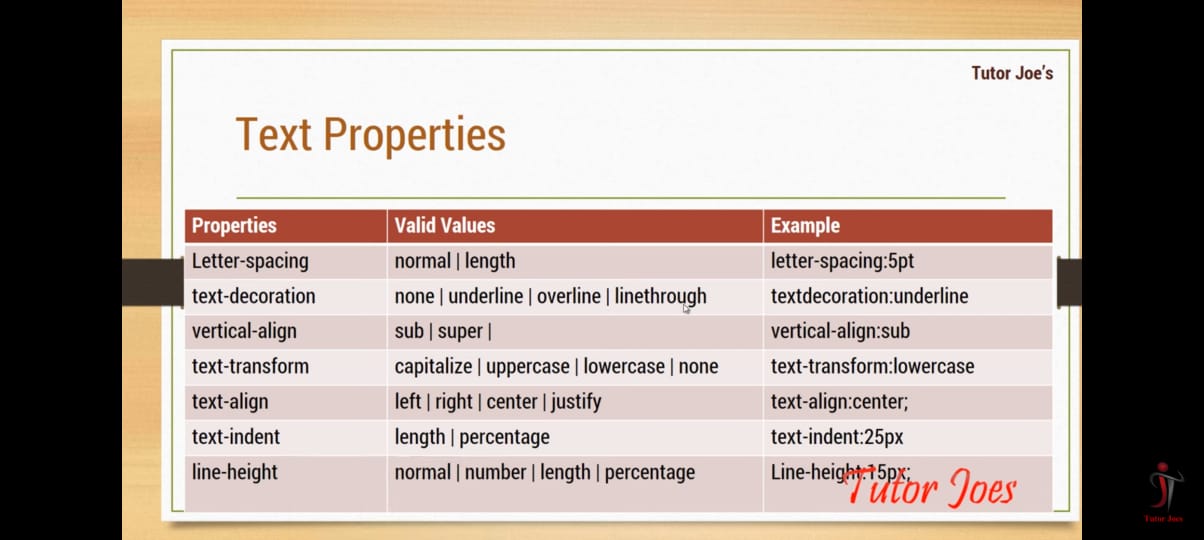 Tutor Joe's
Text Properties
Properties Valid Values Example
Letter-spacing normal | length letter-spacing:5pt
text-decoration none | underline | overline | linethrough textdecoration:underline
vertical-align sub | super | vertical-align:sub
text-transform capitalize | uppercase | lowercase | none text-transform:lowercase
text-align left | right | center | justify text-align:center;
text-indent length | percentage text-indent:25px
line-height normal | number | length | percentage Line-height:15px;
Tutor Joes
Tutor Joes